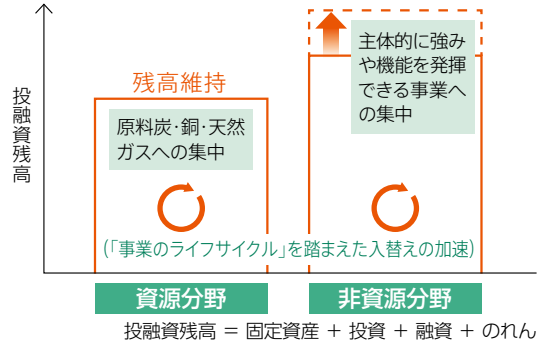 投融資残高
残高維持
原料炭・銅・天然
ガスへの集中
主体的に強み
や機能を発揮
できる事業へ
の集中
(「事業のライフサイクル」を踏まえた入替えの加速)
資源分野
非資源分野
投融資残高 = 固定資産 + 投資 + 融資 + のれん